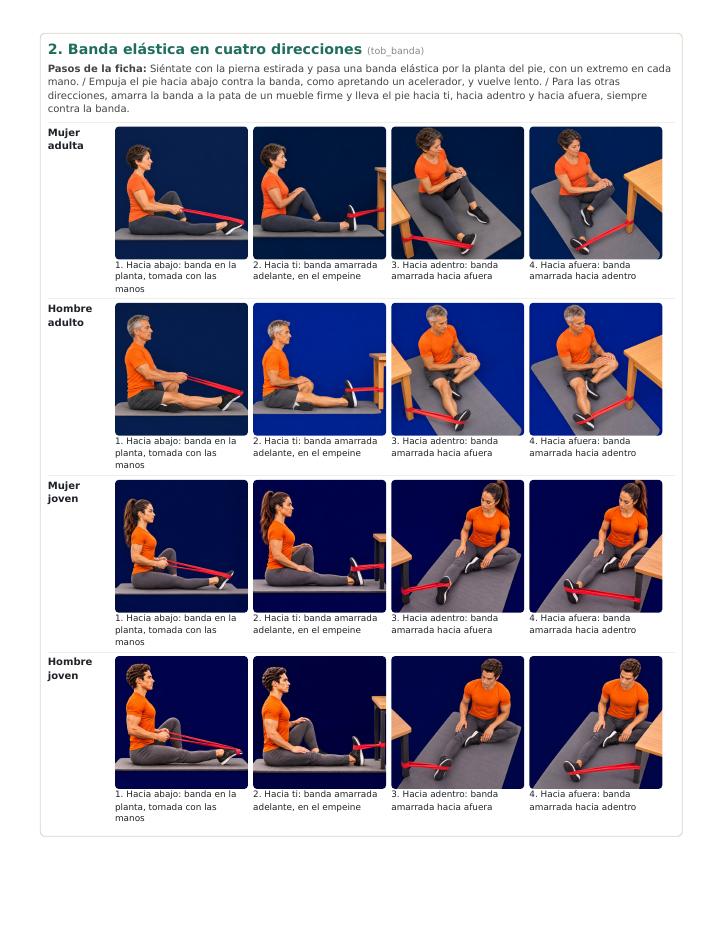 2. Banda elástica en cuatro direcciones (tob_banda)
Pasos de la ficha: Siéntate con la pierna estirada y pasa una banda elástica por la planta del pie, con un extremo en cada
mano. / Empuja el pie hacia abajo contra la banda, como apretando un acelerador, y vuelve lento. / Para las otras
direcciones, amarra la banda a la pata de un mueble firme y lleva el pie hacia ti, hacia adentro y hacia afuera, siempre
contra la banda.
Mujer
adulta
1. Hacia abajo: banda en la
planta, tomada con las
manos
2. Hacia ti: banda amarrada
adelante, en el empeine
3. Hacia adentro: banda
amarrada hacia afuera
4. Hacia afuera: banda
amarrada hacia adentro
Hombre
adulto
1. Hacia abajo: banda en la
planta, tomada con las
manos
2. Hacia ti: banda amarrada
adelante, en el empeine
3. Hacia adentro: banda
amarrada hacia afuera
4. Hacia afuera: banda
amarrada hacia adentro
Mujer
joven
1. Hacia abajo: banda en la
planta, tomada con las
manos
2. Hacia ti: banda amarrada
adelante, en el empeine
3. Hacia adentro: banda
amarrada hacia afuera
4. Hacia afuera: banda
amarrada hacia adentro
Hombre
joven
1. Hacia abajo: banda en la
planta, tomada con las
manos
2. Hacia ti: banda amarrada
adelante, en el empeine
3. Hacia adentro: banda
amarrada hacia afuera
4. Hacia afuera: banda
amarrada hacia adentro